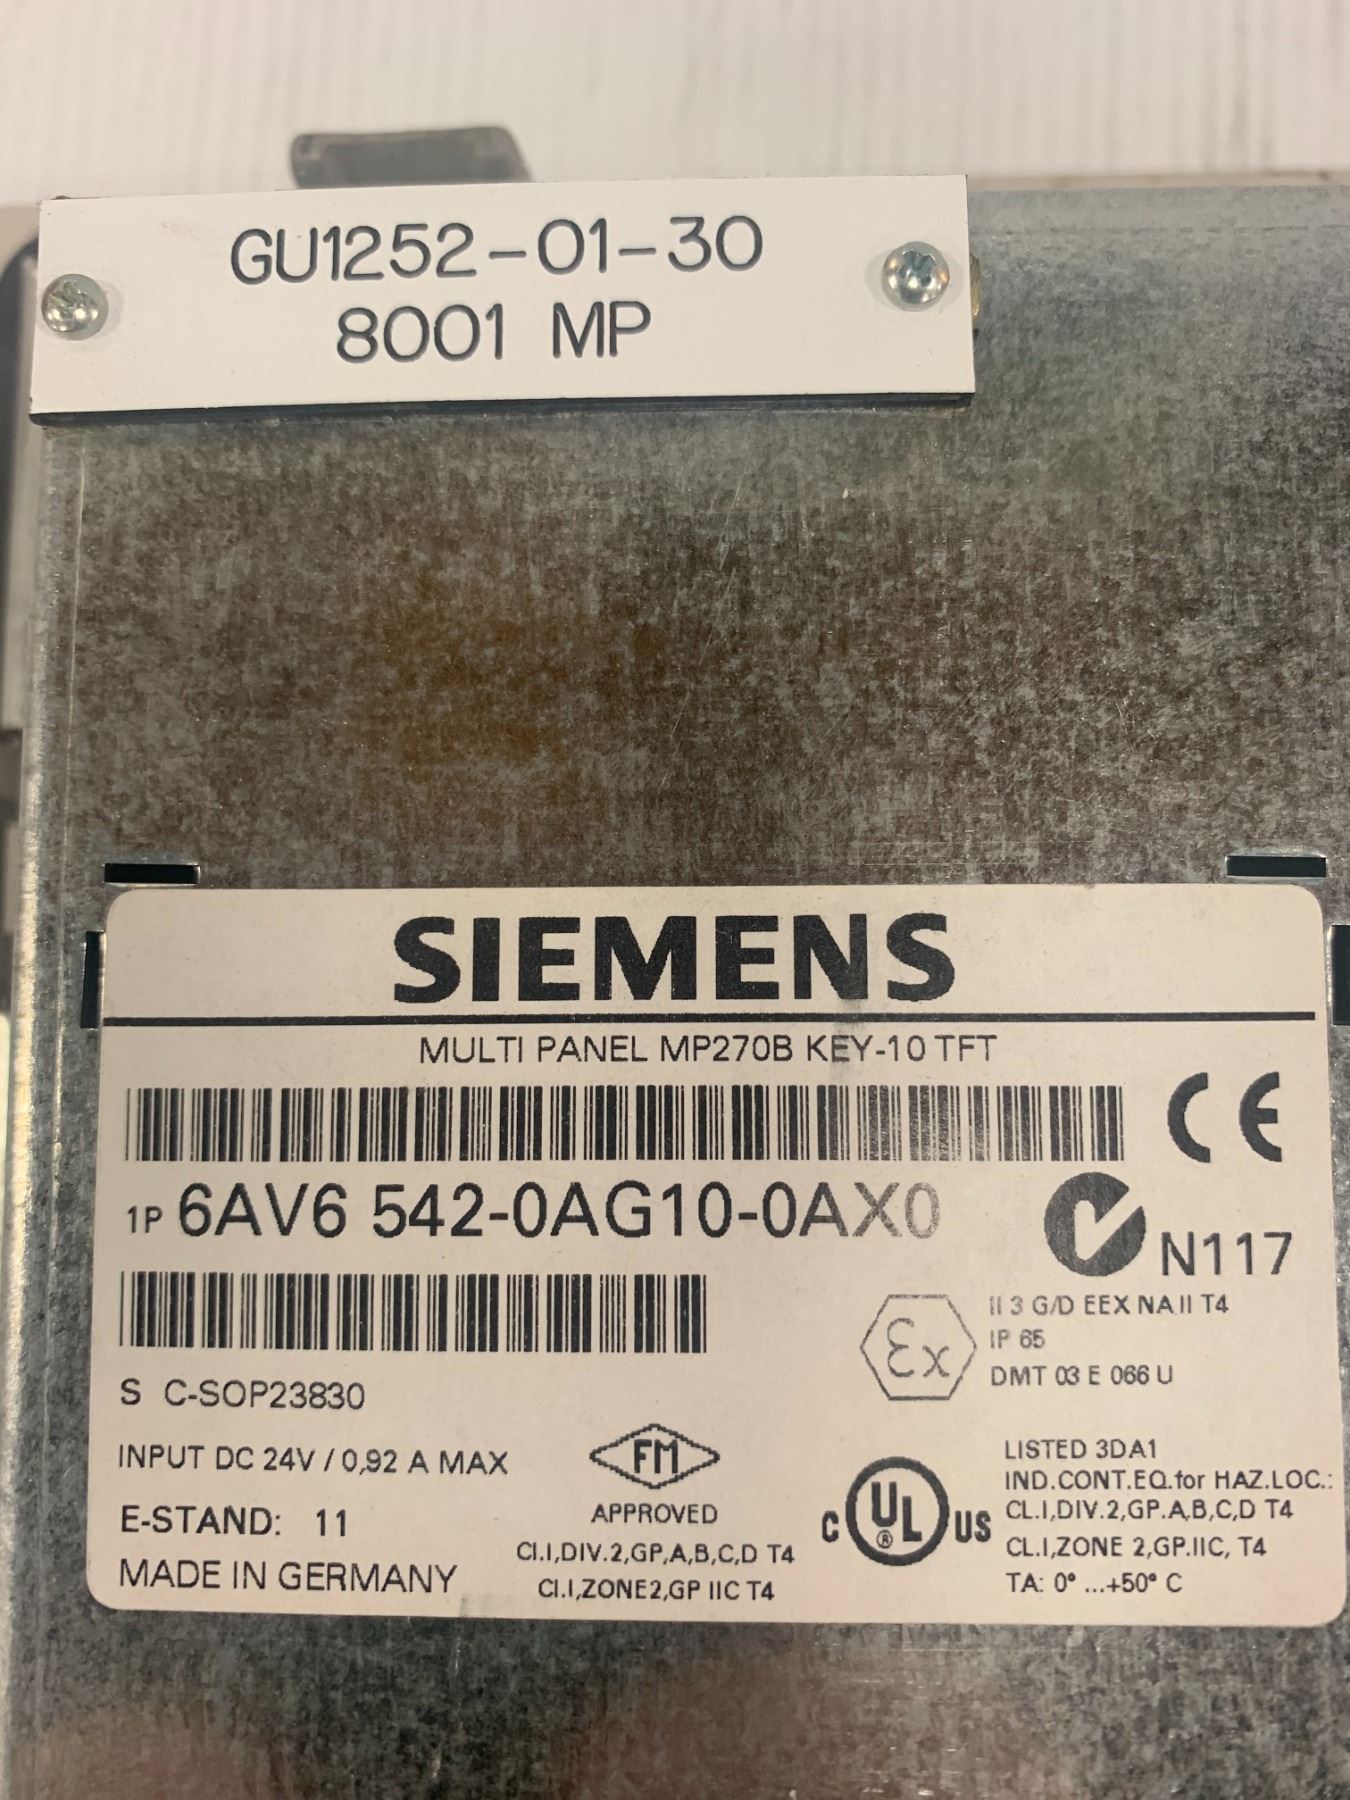 GU1252-01-30
8001 MP
SIEMENS
MULTI PANEL MP270B KEY-10 TFT
CE
1P 6AV6 542-0AG10-0AX0
N117
Ex
II 3 G/D EEX NA II T4
IP 65
DMT 03 E 066 U
S C-SOP23830
INPUT DC 24V / 0,92 A MAX
E-STAND: 11
MADE IN GERMANY
FM
APPROVED
CI.I,DIV.2,GP,A,B,C,D T4
CI.I,ZONE2,GP IIC T4
C UL ® US
LISTED 3DA1
IND.CONT.EQ.for HAZ.LOC.:
CL.I,DIV.2,GP.A,B,C,D T4
CL.I,ZONE 2,GP.IIC, T4
TA: 0° ...+50° C